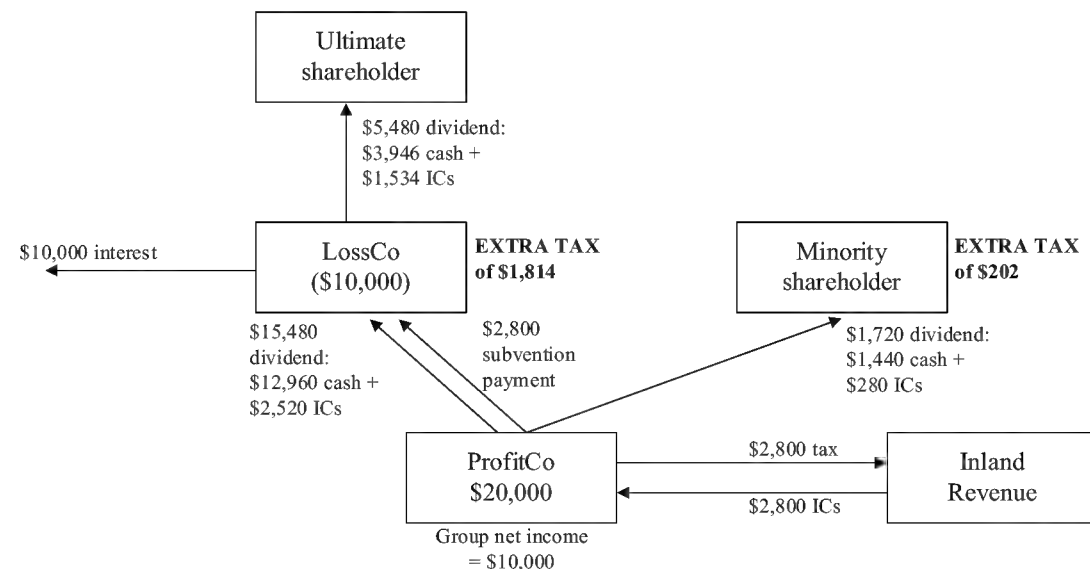 Ultimate
shareholder
$5,480 dividend:
$3,946 cash +
$1,534 ICs
$10,000 interest
LossCo
($10,000)
EXTRA TAX
of $1,814
Minority
shareholder
EXTRA TAX
of $202
$15,480
dividend:
$12,960 cash +
$2,520 ICs
$2,800
subvention
payment
$1,720 dividend:
$1,440 cash +
$280 ICs
ProfitCo
$20,000
$2,800 tax
$2,800 ICs
Inland
Revenue
Group net income
= $10,000